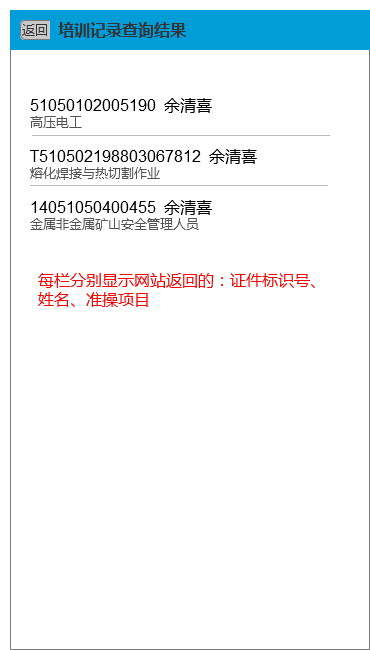 返回 培训记录查询结果
51050102005190 余清喜
高压电工
T510502198803067812 余清喜
熔化焊接与热切割作业
14051050400455 余清喜
金属非金属矿山安全管理人员
每栏分别显示网站返回的：证件标识号、
姓名、准操项目